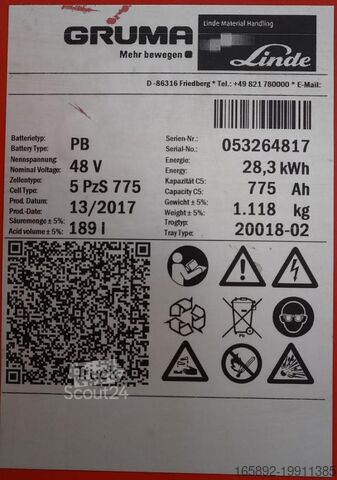 GRUMA
Mehr bewegen
Linde Material Handling
Linde
D -86316 Friedberg * Tel.: +49 821 780000 * E-Mail:
Batterietyp: PB
Battery Type:
Nennspannung: 48 V
Nominal Voltage:
Zellentype: 5 PzS 775
Cell Type:
Prod. Datum: 13/2017
Prod.-Date:
Säuremenge ± 5%: 189 l
Acid volume ± 5%:
Serien-Nr.: 053264817
Serial-No.:
Energie: 28,3 kWh
Energie:
Kapazität C5: 775 Ah
Capacity C5:
Gewicht ± 5%: 1.118 kg
Weight ± 5%:
Trogtyp: 20018-02
Tray Type:
Pb
Truck
Scout24
165892-19911385